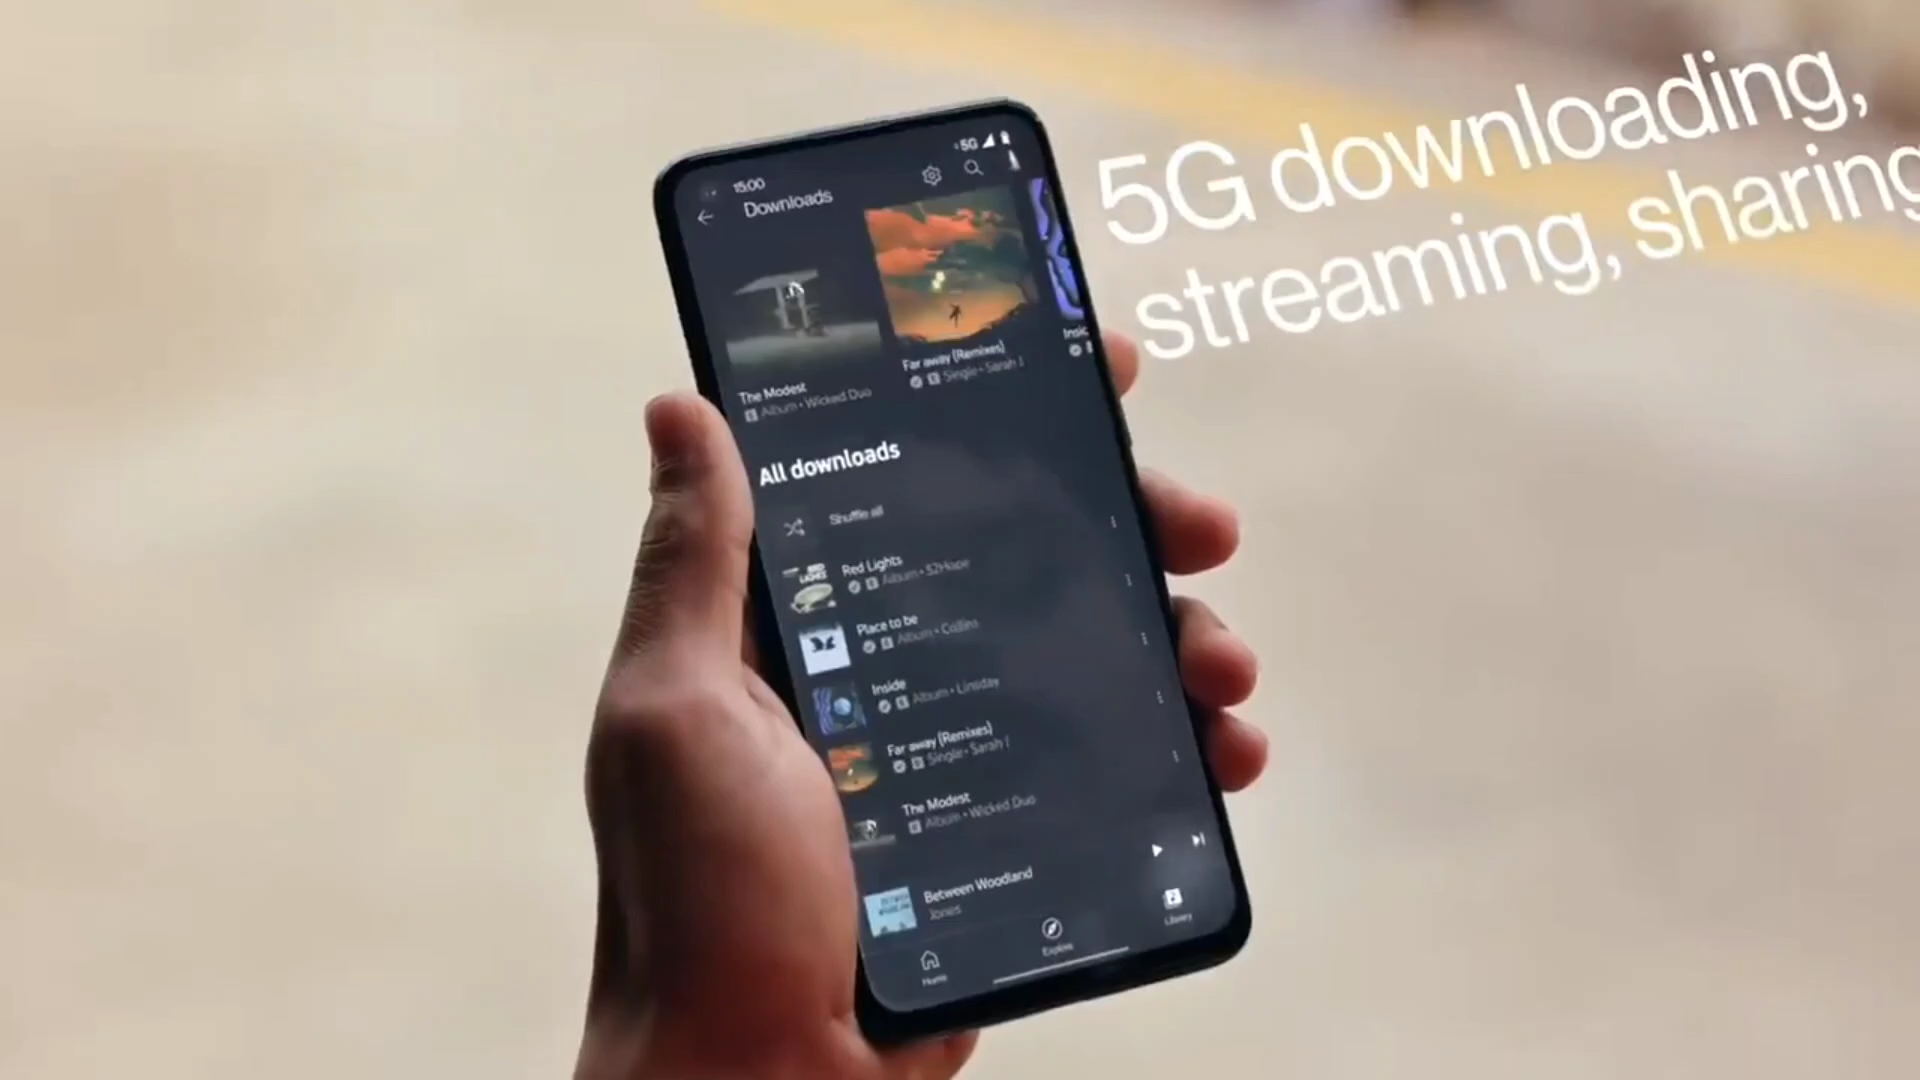 5G downloading,
streaming, sharing
15:00
5G
Downloads
The Modest
Album • Wicked Duo
Far away (Remixes)
Single • Sarah
All downloads
Shuffle all
Red Lights
Album • 52Hope
Place to be
Album • Collins
Inside
Album • Linsday
Far away (Remixes)
Single • Sarah
The Modest
Album • Wicked Duo
Between Woodland
Jones
Home
Explore
Library